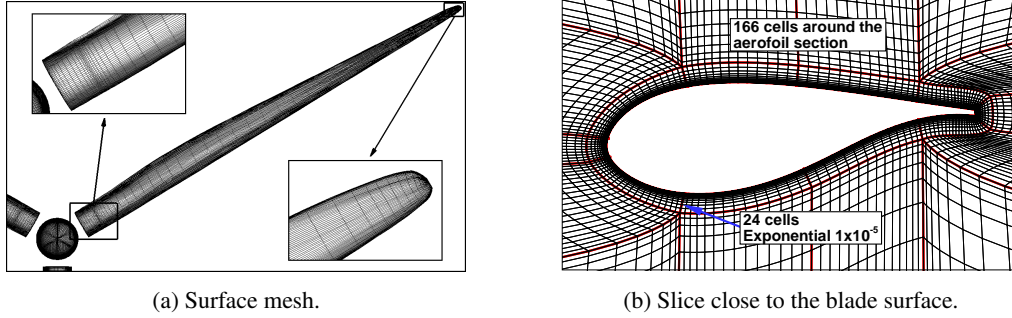 166 cells around the
aerofoil section
24 cells
Exponential 1x10⁻⁵
(a) Surface mesh.
(b) Slice close to the blade surface.